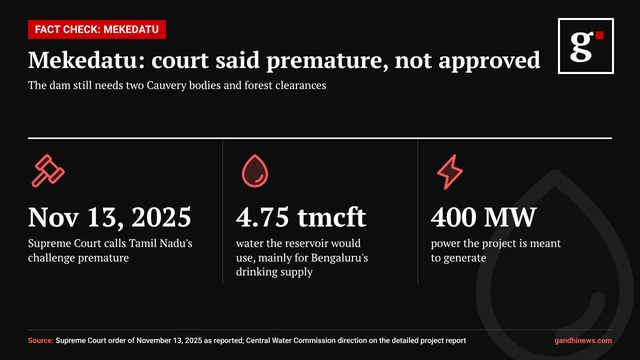 FACT CHECK: MEKEDATU
g
Mekedatu: court said premature, not approved
The dam still needs two Cauvery bodies and forest clearances
Nov 13, 2025
Supreme Court calls Tamil Nadu's
challenge premature
4.75 tmcft
water the reservoir would
use, mainly for Bengaluru's
drinking supply
400 MW
power the project is meant
to generate
Source: Supreme Court order of November 13, 2025 as reported; Central Water Commission direction on the detailed project report
gandhinews.com